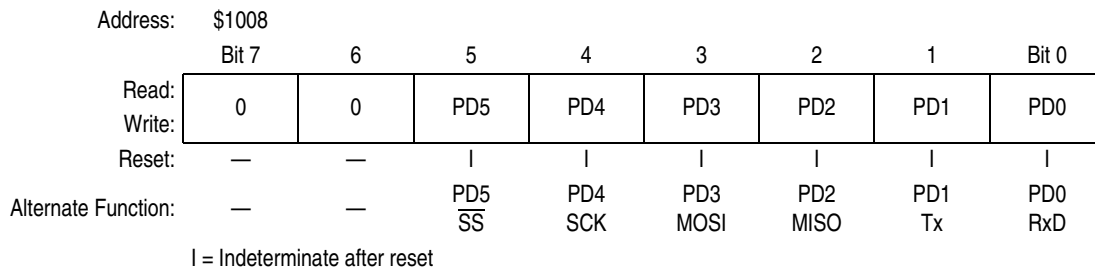 Address: $1008
Bit 7 6 5 4 3 2 1 Bit 0
Read: 0 0 PD5 PD4 PD3 PD2 PD1 PD0
Write:
Reset: — — I I I I I I
Alternate Function: — — PD5 PD4 PD3 PD2 PD1 PD0
SS SCK MOSI MISO Tx RxD
I = Indeterminate after reset